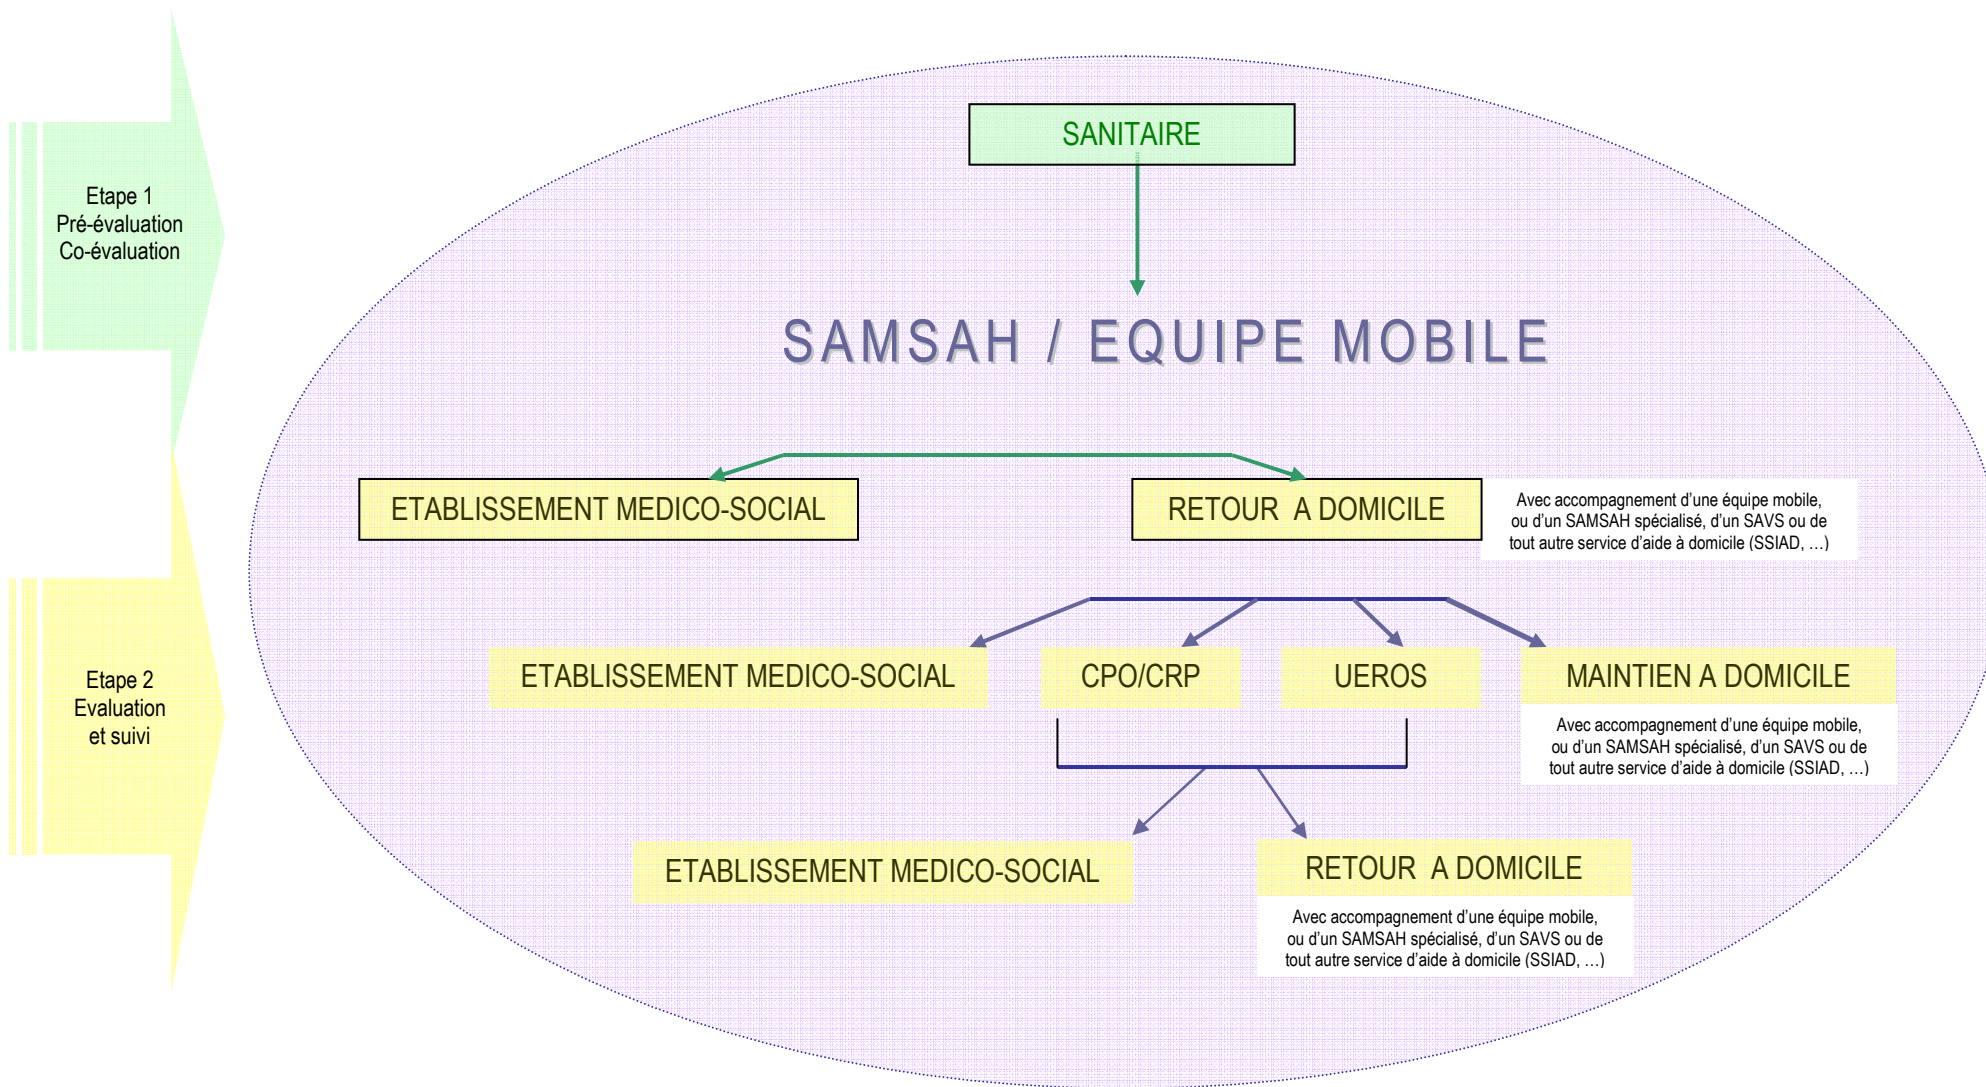 Etape 1
Pré-évaluation
Co-évaluation
SANITAIRE
SAMSAH / EQUIPE MOBILE
ETABLISSEMENT MEDICO-SOCIAL
RETOUR A DOMICILE
Avec accompagnement d'une équipe mobile,
ou d'un SAMSAH spécialisé, d'un SAVS ou de
tout autre service d'aide à domicile (SSIAD, …)
Etape 2
Evaluation
et suivi
ETABLISSEMENT MEDICO-SOCIAL
CPO/CRP
UEROS
MAINTIEN A DOMICILE
Avec accompagnement d'une équipe mobile,
ou d'un SAMSAH spécialisé, d'un SAVS ou de
tout autre service d'aide à domicile (SSIAD, …)
ETABLISSEMENT MEDICO-SOCIAL
RETOUR A DOMICILE
Avec accompagnement d'une équipe mobile,
ou d'un SAMSAH spécialisé, d'un SAVS ou de
tout autre service d'aide à domicile (SSIAD, …)